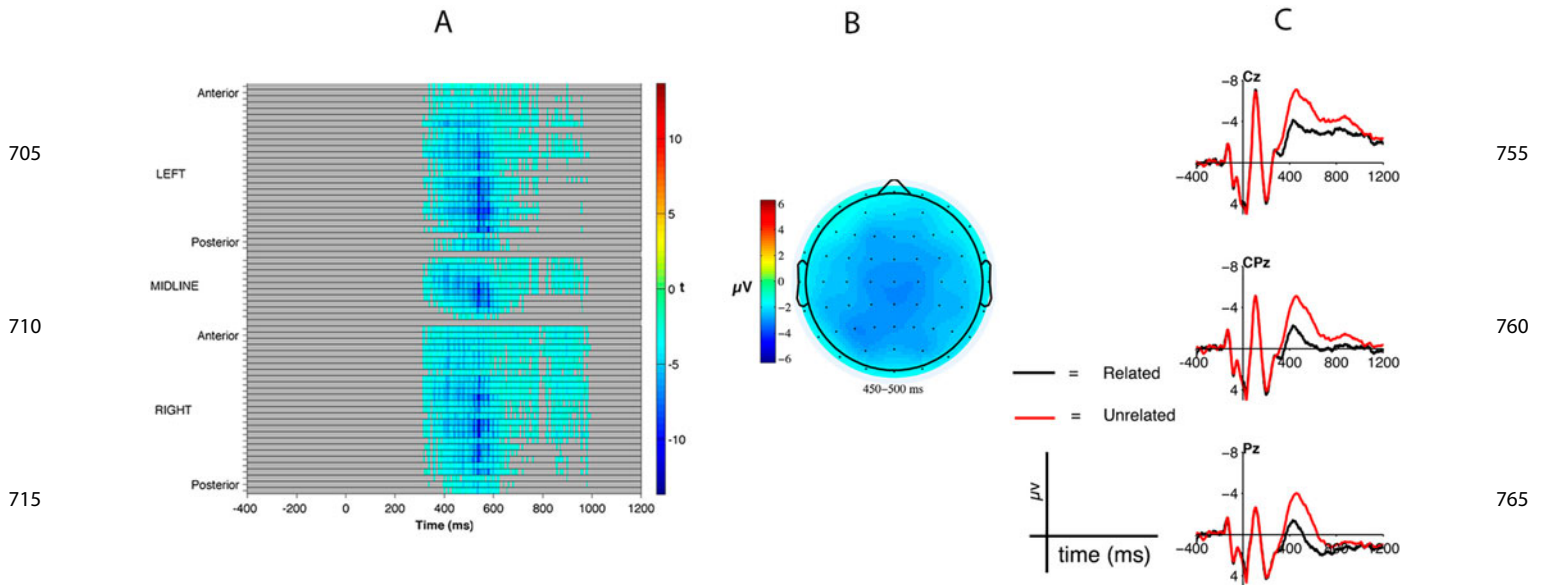 A
B
C
705
710
715
Anterior
LEFT
Posterior
MIDLINE
Anterior
RIGHT
Posterior
-400 -200 0 200 400 600 800 1000 1200
Time (ms)
10
5
0 t
-5
-10
µV
6
4
2
0
−2
−4
−6
450−500 ms
−8 Cz
−4
4
−400 400 800 1200
−8 CPz
−4
4
−400 400 800 1200
−8 Pz
−4
4
−400 400 800 1200
= Related
= Unrelated
µv
time (ms)
755
760
765